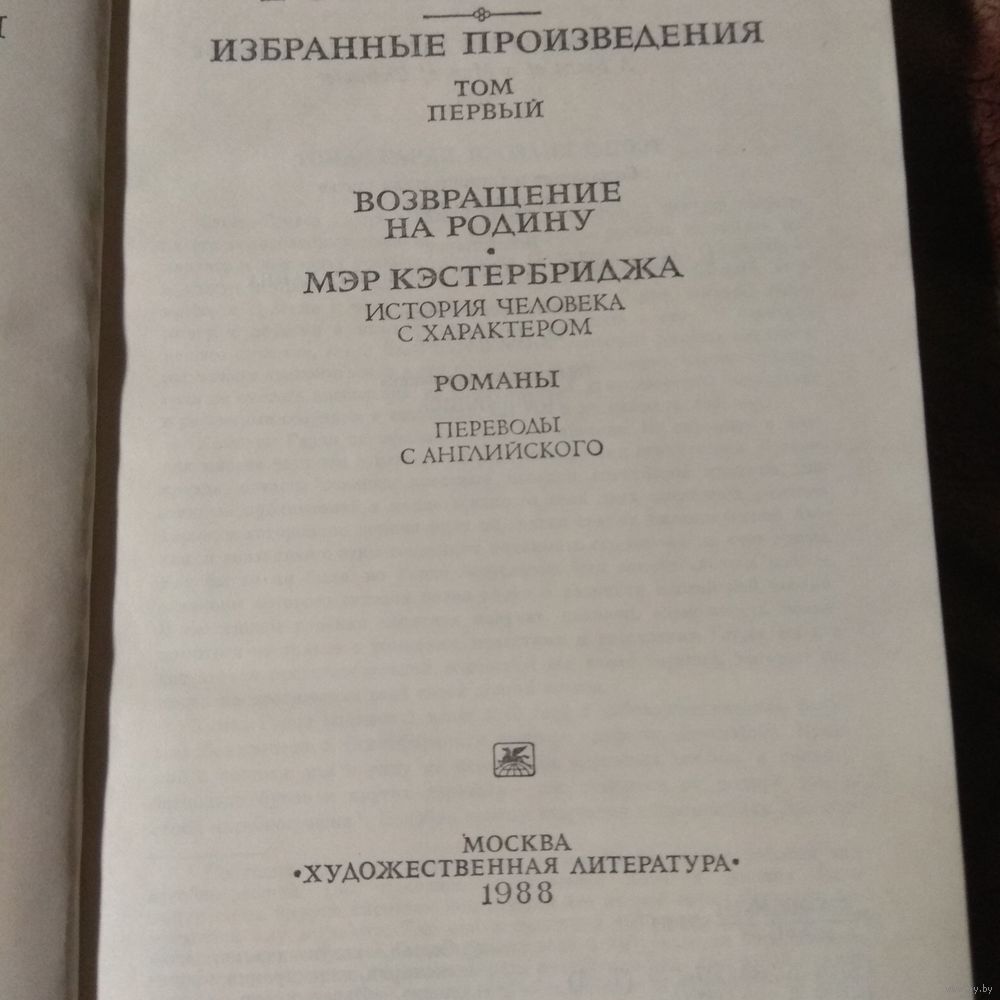 ИЗБРАННЫЕ ПРОИЗВЕДЕНИЯ
ТОМ
ПЕРВЫЙ
ВОЗВРАЩЕНИЕ
НА РОДИНУ
•
МЭР КЭСТЕРБРИДЖА
ИСТОРИЯ ЧЕЛОВЕКА
С ХАРАКТЕРОМ
РОМАНЫ
ПЕРЕВОДЫ
С АНГЛИЙСКОГО
МОСКВА
•ХУДОЖЕСТВЕННАЯ ЛИТЕРАТУРА•
1988